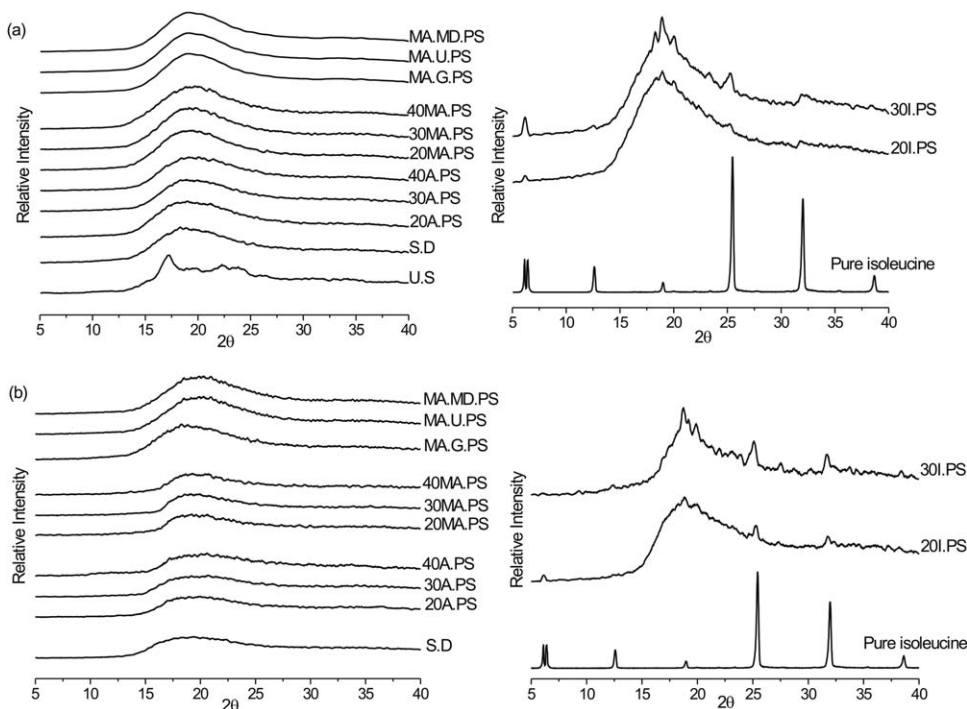 (a)
Relative Intensity
MA.MD.PS
MA.U.PS
MA.G.PS
40MA.PS
30MA.PS
20MA.PS
40A.PS
30A.PS
20A.PS
S.D
U.S
5 10 15 20 25 30 35 40
2θ
Relative Intensity
30I.PS
20I.PS
Pure isoleucine
5 10 15 20 25 30 35 40
2θ
(b)
Relative Intensity
MA.MD.PS
MA.U.PS
MA.G.PS
40MA.PS
30MA.PS
20MA.PS
40A.PS
30A.PS
20A.PS
S.D
5 10 15 20 25 30 35 40
2θ
Relative Intensity
30I.PS
20I.PS
Pure isoleucine
5 10 15 20 25 30 35 40
2θ